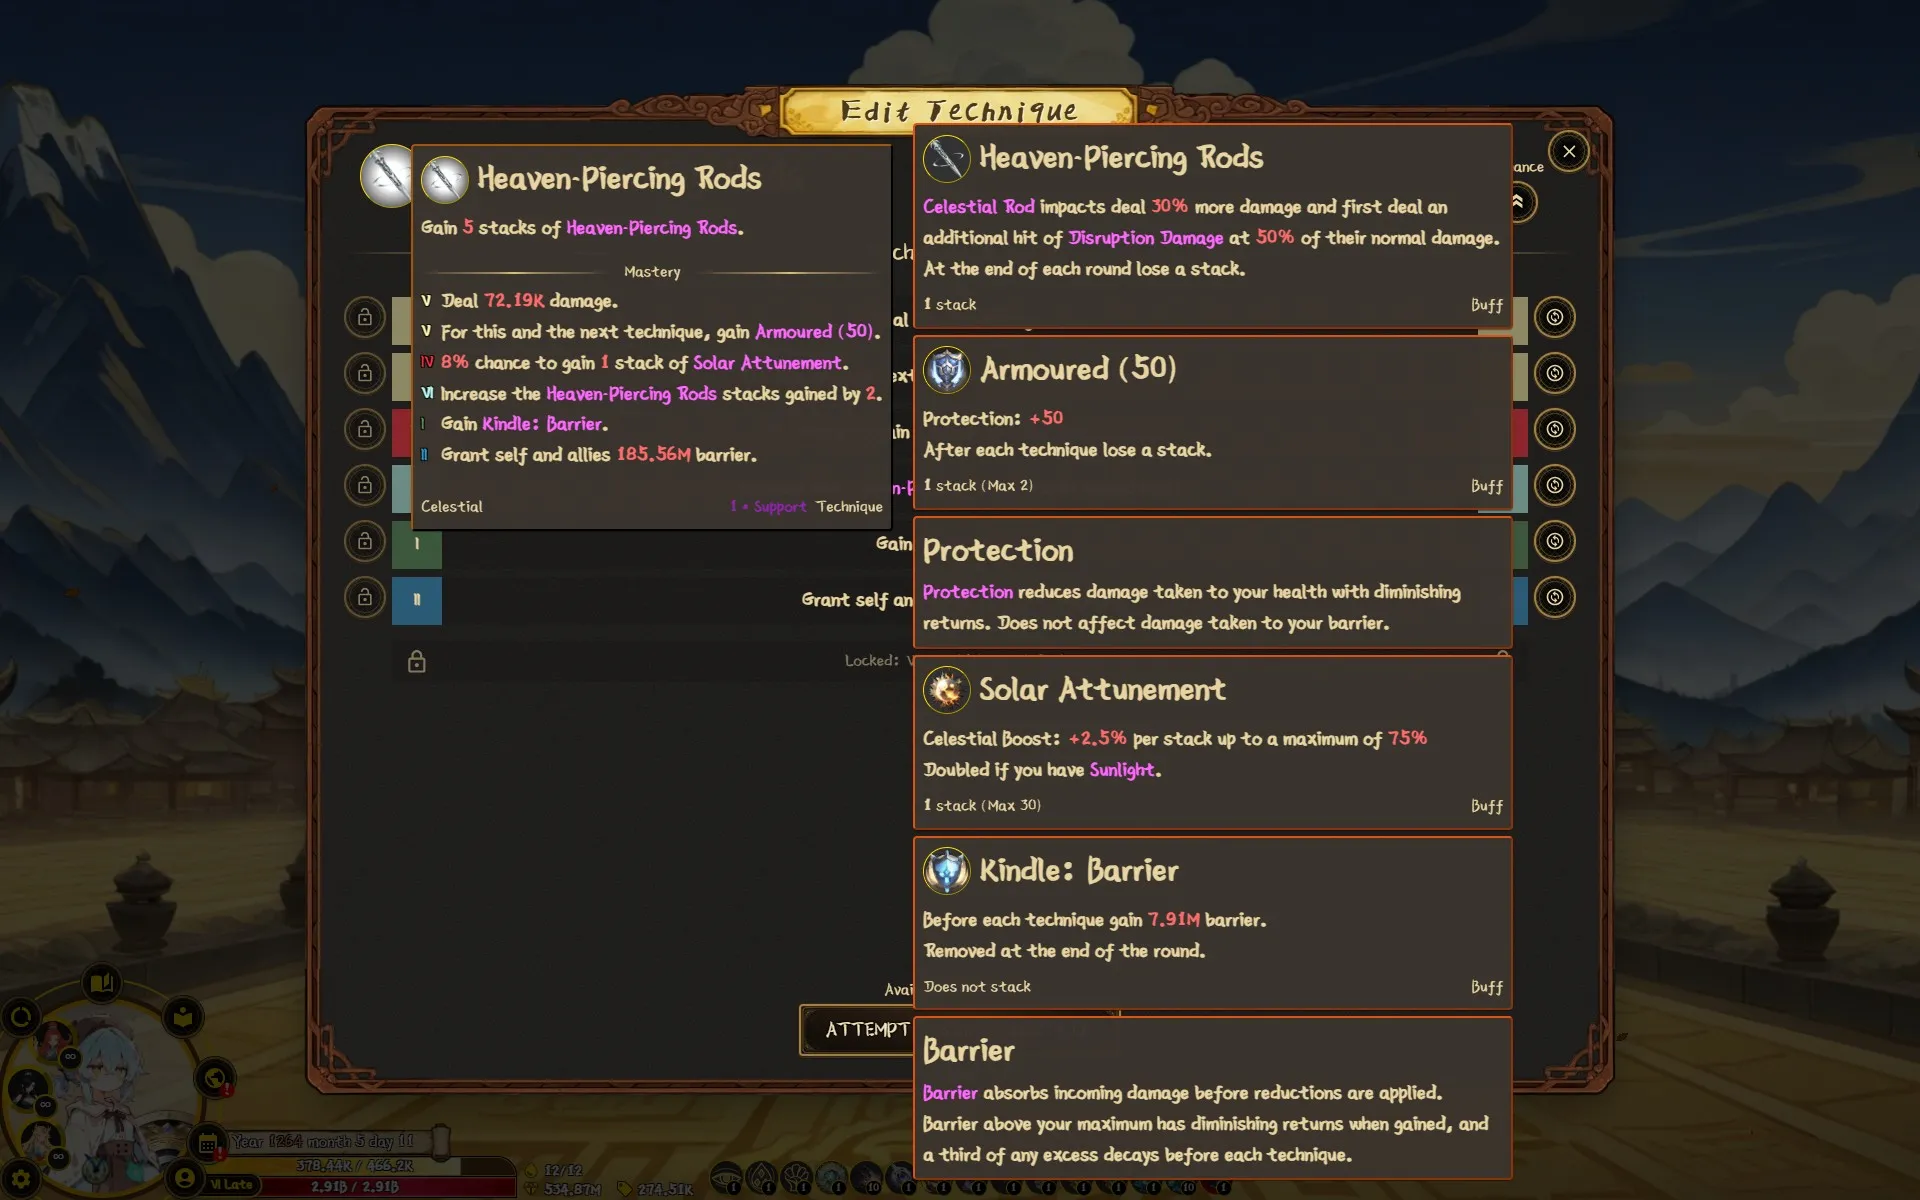 Edit Technique
Heaven-Piercing Rods
Gain 5 stacks of Heaven-Piercing Rods.
Mastery
V Deal 72.19K damage.
V For this and the next technique, gain Armoured (50).
IV 8% chance to gain 1 stack of Solar Attunement.
VI Increase the Heaven-Piercing Rods stacks gained by 2.
I Gain Kindle: Barrier.
II Grant self and allies 185.56M barrier.
Celestial
1 • Support Technique
Heaven-Piercing Rods
Celestial Rod impacts deal 30% more damage and first deal an
additional hit of Disruption Damage at 50% of their normal damage.
At the end of each round lose a stack.
1 stack
Buff
Armoured (50)
Protection: +50
After each technique lose a stack.
1 stack (Max 2)
Buff
Protection
Protection reduces damage taken to your health with diminishing
returns. Does not affect damage taken to your barrier.
Solar Attunement
Celestial Boost: +2.5% per stack up to a maximum of 75%
Doubled if you have Sunlight.
1 stack (Max 30)
Buff
Kindle: Barrier
Before each technique gain 7.91M barrier.
Removed at the end of the round.
Does not stack
Buff
Barrier
Barrier absorbs incoming damage before reductions are applied.
Barrier above your maximum has diminishing returns when gained, and
a third of any excess decays before each technique.
ance
I
Gain
II
Grant self an
Locked:
Avai
ATTEMPT
Year 1264 month 5 day 11
378.44K / 466.2K
VI Late
2.91B / 2.91B
12/12
534.87M
274.51K